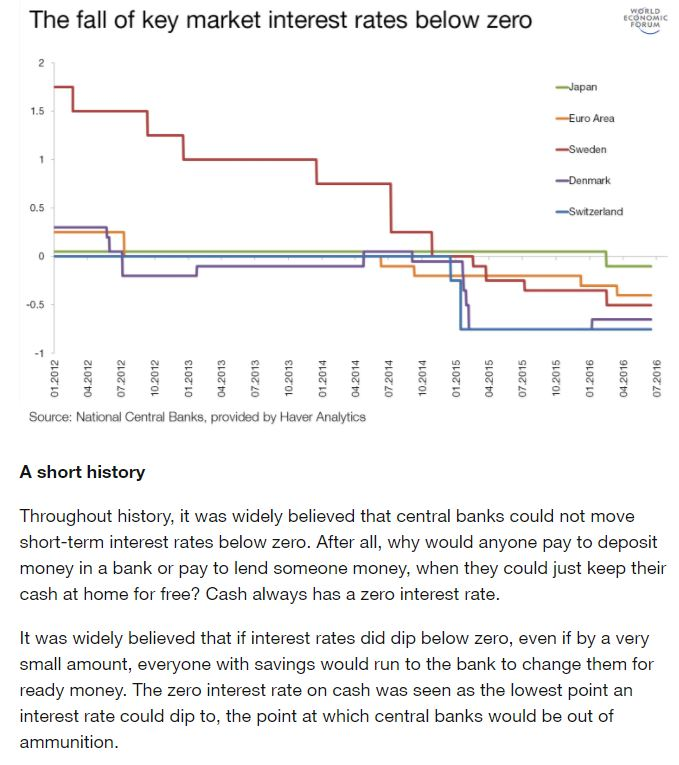 The fall of key market interest rates below zero
WORLD
ECONOMIC
FORUM
2
1.5
1
0.5
0
-0.5
-1
Japan
Euro Area
Sweden
Denmark
Switzerland
01.2012
04.2012
07.2012
10.2012
01.2013
04.2013
07.2013
10.2013
01.2014
04.2014
07.2014
10.2014
01.2015
04.2015
07.2015
10.2015
01.2016
04.2016
07.2016
Source: National Central Banks, provided by Haver Analytics
A short history
Throughout history, it was widely believed that central banks could not move
short-term interest rates below zero. After all, why would anyone pay to deposit
money in a bank or pay to lend someone money, when they could just keep their
cash at home for free? Cash always has a zero interest rate.
It was widely believed that if interest rates did dip below zero, even if by a very
small amount, everyone with savings would run to the bank to change them for
ready money. The zero interest rate on cash was seen as the lowest point an
interest rate could dip to, the point at which central banks would be out of
ammunition.